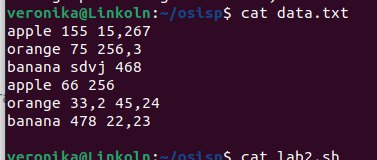 veronika@Linkoln:~/osisp$ cat data.txt
apple 155 15,267
orange 75 256,3
banana sdvj 468
apple 66 256
orange 33,2 45,24
banana 478 22,23
veronika@Linkoln:~/osisp$ cat lab2.sh